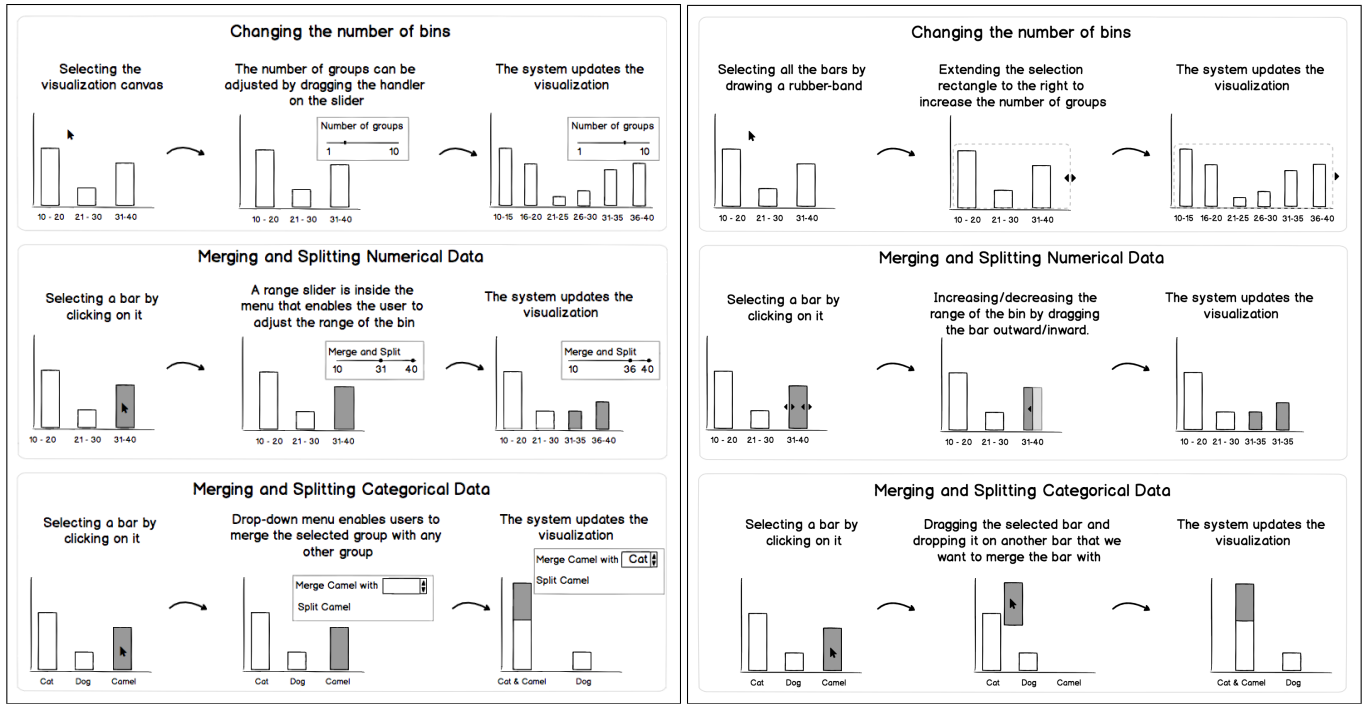 Changing the number of bins
Selecting the
visualization canvas
The number of groups can be
adjusted by dragging the handler
on the slider
The system updates the
visualization
Number of groups
1 10
Number of groups
1 10
10 - 20 21 - 30 31-40
10 - 20 21 - 30 31-40
10-15 16-20 21-25 26-30 31-35 36-40
Merging and Splitting Numerical Data
Selecting a bar by
clicking on it
A range slider is inside the
menu that enables the user to
adjust the range of the bin
The system updates the
visualization
Merge and Split
10 31 40
Merge and Split
10 36 40
10 - 20 21 - 30 31-40
10 - 20 21 - 30 31-40
10 - 20 21 - 30 31-35 36-40
Merging and Splitting Categorical Data
Selecting a bar by
clicking on it
Drop-down menu enables users to
merge the selected group with any
other group
The system updates the
visualization
Merge Camel with
Split Camel
Merge Camel with Cat
Split Camel
Cat Dog Camel
Cat Dog Camel
Cat & Camel Dog
Changing the number of bins
Selecting all the bars by
drawing a rubber-band
Extending the selection
rectangle to the right to
increase the number of groups
The system updates the
visualization
10 - 20 21 - 30 31-40
10 - 20 21 - 30 31-40
10-15 16-20 21-25 26-30 31-35 36-40
Merging and Splitting Numerical Data
Selecting a bar by
clicking on it
Increasing/decreasing the
range of the bin by dragging
the bar outward/inward.
The system updates the
visualization
10 - 20 21 - 30 31-40
10 - 20 21 - 30 31-40
10 - 20 21 - 30 31-35 31-35
Merging and Splitting Categorical Data
Selecting a bar by
clicking on it
Dragging the selected bar and
dropping it on another bar that we
want to merge the bar with
The system updates the
visualization
Cat Dog Camel
Cat Dog Camel
Cat & Camel Dog